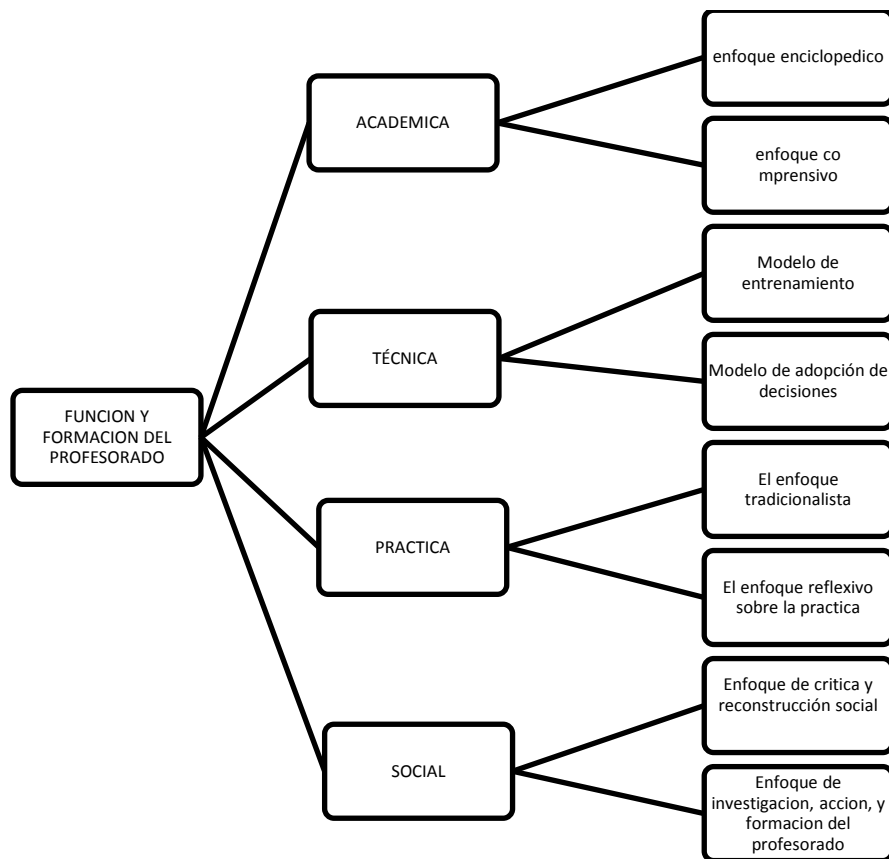 FUNCION Y
FORMACION DEL
PROFESORADO
ACADEMICA
enfoque enciclopedico
enfoque co
mprensivo
TÉCNICA
Modelo de
entrenamiento
Modelo de adopción de
decisiones
PRACTICA
El enfoque
tradicionalista
El enfoque reflexivo
sobre la practica
SOCIAL
Enfoque de critica y
reconstrucción social
Enfoque de
investigacion, accion, y
formacion del
profesorado